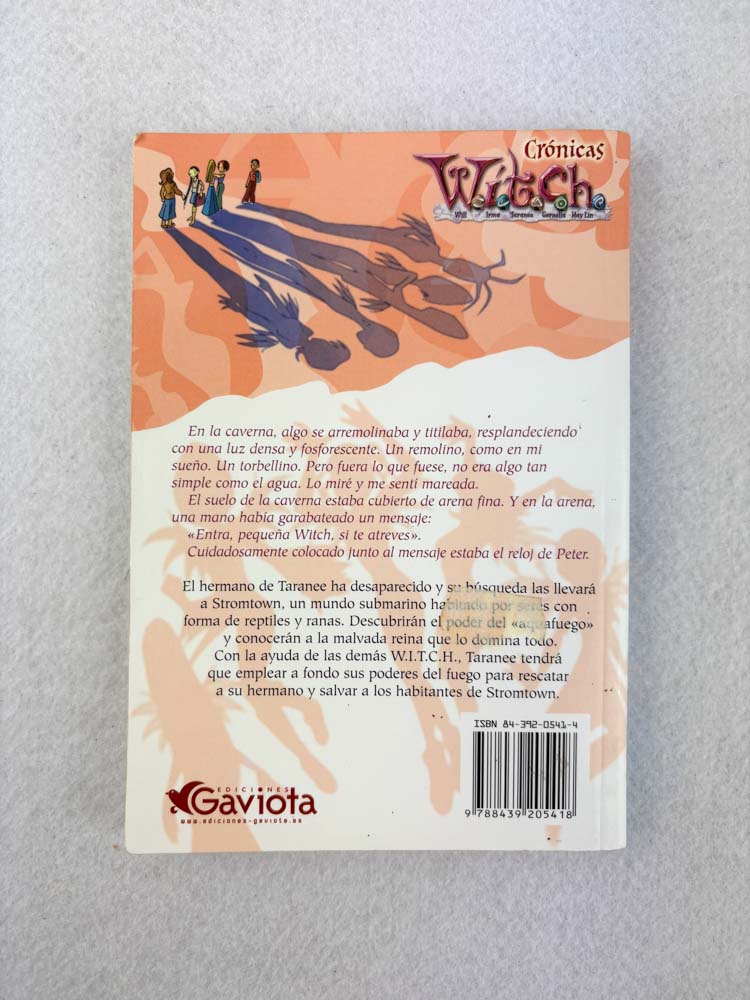 Crónicas
W.i.t.c.h.
Will Irma Taranee Cornelia Hay Lin
En la caverna, algo se arremolinaba y titilaba, resplandeciendo
con una luz densa y fosforescente. Un remolino, como en mi
sueño. Un torbellino. Pero fuera lo que fuese, no era algo tan
simple como el agua. Lo miré y me sentí mareada.
El suelo de la caverna estaba cubierto de arena fina. Y en la arena,
una mano había garabateado un mensaje:
«Entra, pequeña Witch, si te atreves».
Cuidadosamente colocado junto al mensaje estaba el reloj de Peter.
El hermano de Taranee ha desaparecido y su búsqueda las llevará
a Stromtown, un mundo submarino habitado por seres con
forma de reptiles y ranas. Descubrirán el poder del «aquafuego»
y conocerán a la malvada reina que lo domina todo.
Con la ayuda de las demás W.I.T.C.H., Taranee tendrá
que emplear a fondo sus poderes del fuego para rescatar
a su hermano y salvar a los habitantes de Stromtown.
ISBN 84-392-0541-4
9 788439 205418
EDICIONES
Gaviota
www.ediciones-gaviota.es